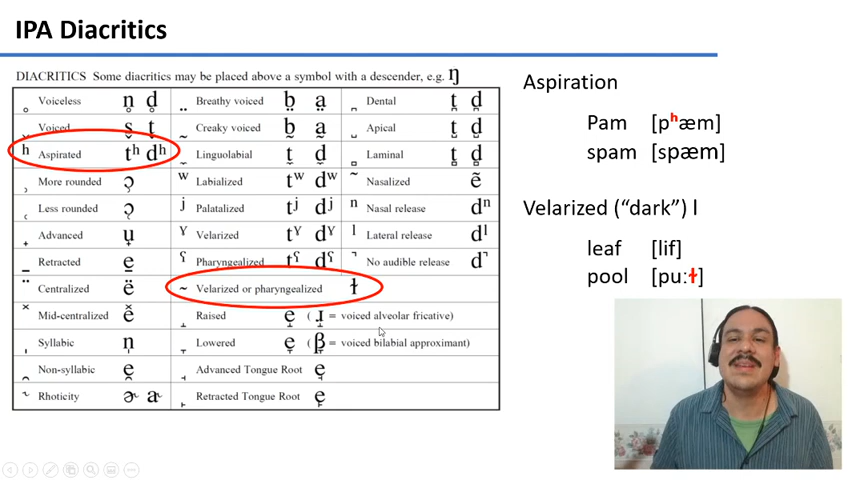 IPA Diacritics
DIACRITICS Some diacritics may be placed above a symbol with a descender, e.g. ŋ̊
̥ Voiceless n̥ d̥ ̤ Breathy voiced b̤ a̤ ̪ Dental t̪ d̪
̬ Voiced s̬ t̬ ̰ Creaky voiced b̰ a̰ ̺ Apical t̺ d̺
ʰ Aspirated tʰ dʰ ̼ Linguolabial t̼ d̼ ̻ Laminal t̻ d̻
̹ More rounded ɔ̹ ʷ Labialized tʷ dʷ ̃ Nasalized ẽ
̜ Less rounded ɔ̜ ʲ Palatalized tʲ dʲ ⁿ Nasal release dⁿ
̟ Advanced u̟ ˠ Velarized tˠ dˠ ˡ Lateral release dˡ
̠ Retracted e̠ ˤ Pharyngealized tˤ dˤ ̚ No audible release d̚
̈ Centralized ë ̴ Velarized or pharyngealized ɫ
̽ Mid-centralized e̽ ̝ Raised e̝ ( ɹ̝ = voiced alveolar fricative)
̩ Syllabic n̩ ̞ Lowered e̞ ( β̞ = voiced bilabial approximant)
̯ Non-syllabic e̯ ̘ Advanced Tongue Root e̘
˞ Rhoticity ɚ a˞ ̙ Retracted Tongue Root e̙
Aspiration
Pam [pʰæm]
spam [spæm]
Velarized (“dark”) l
leaf [lif]
pool [puːɫ]